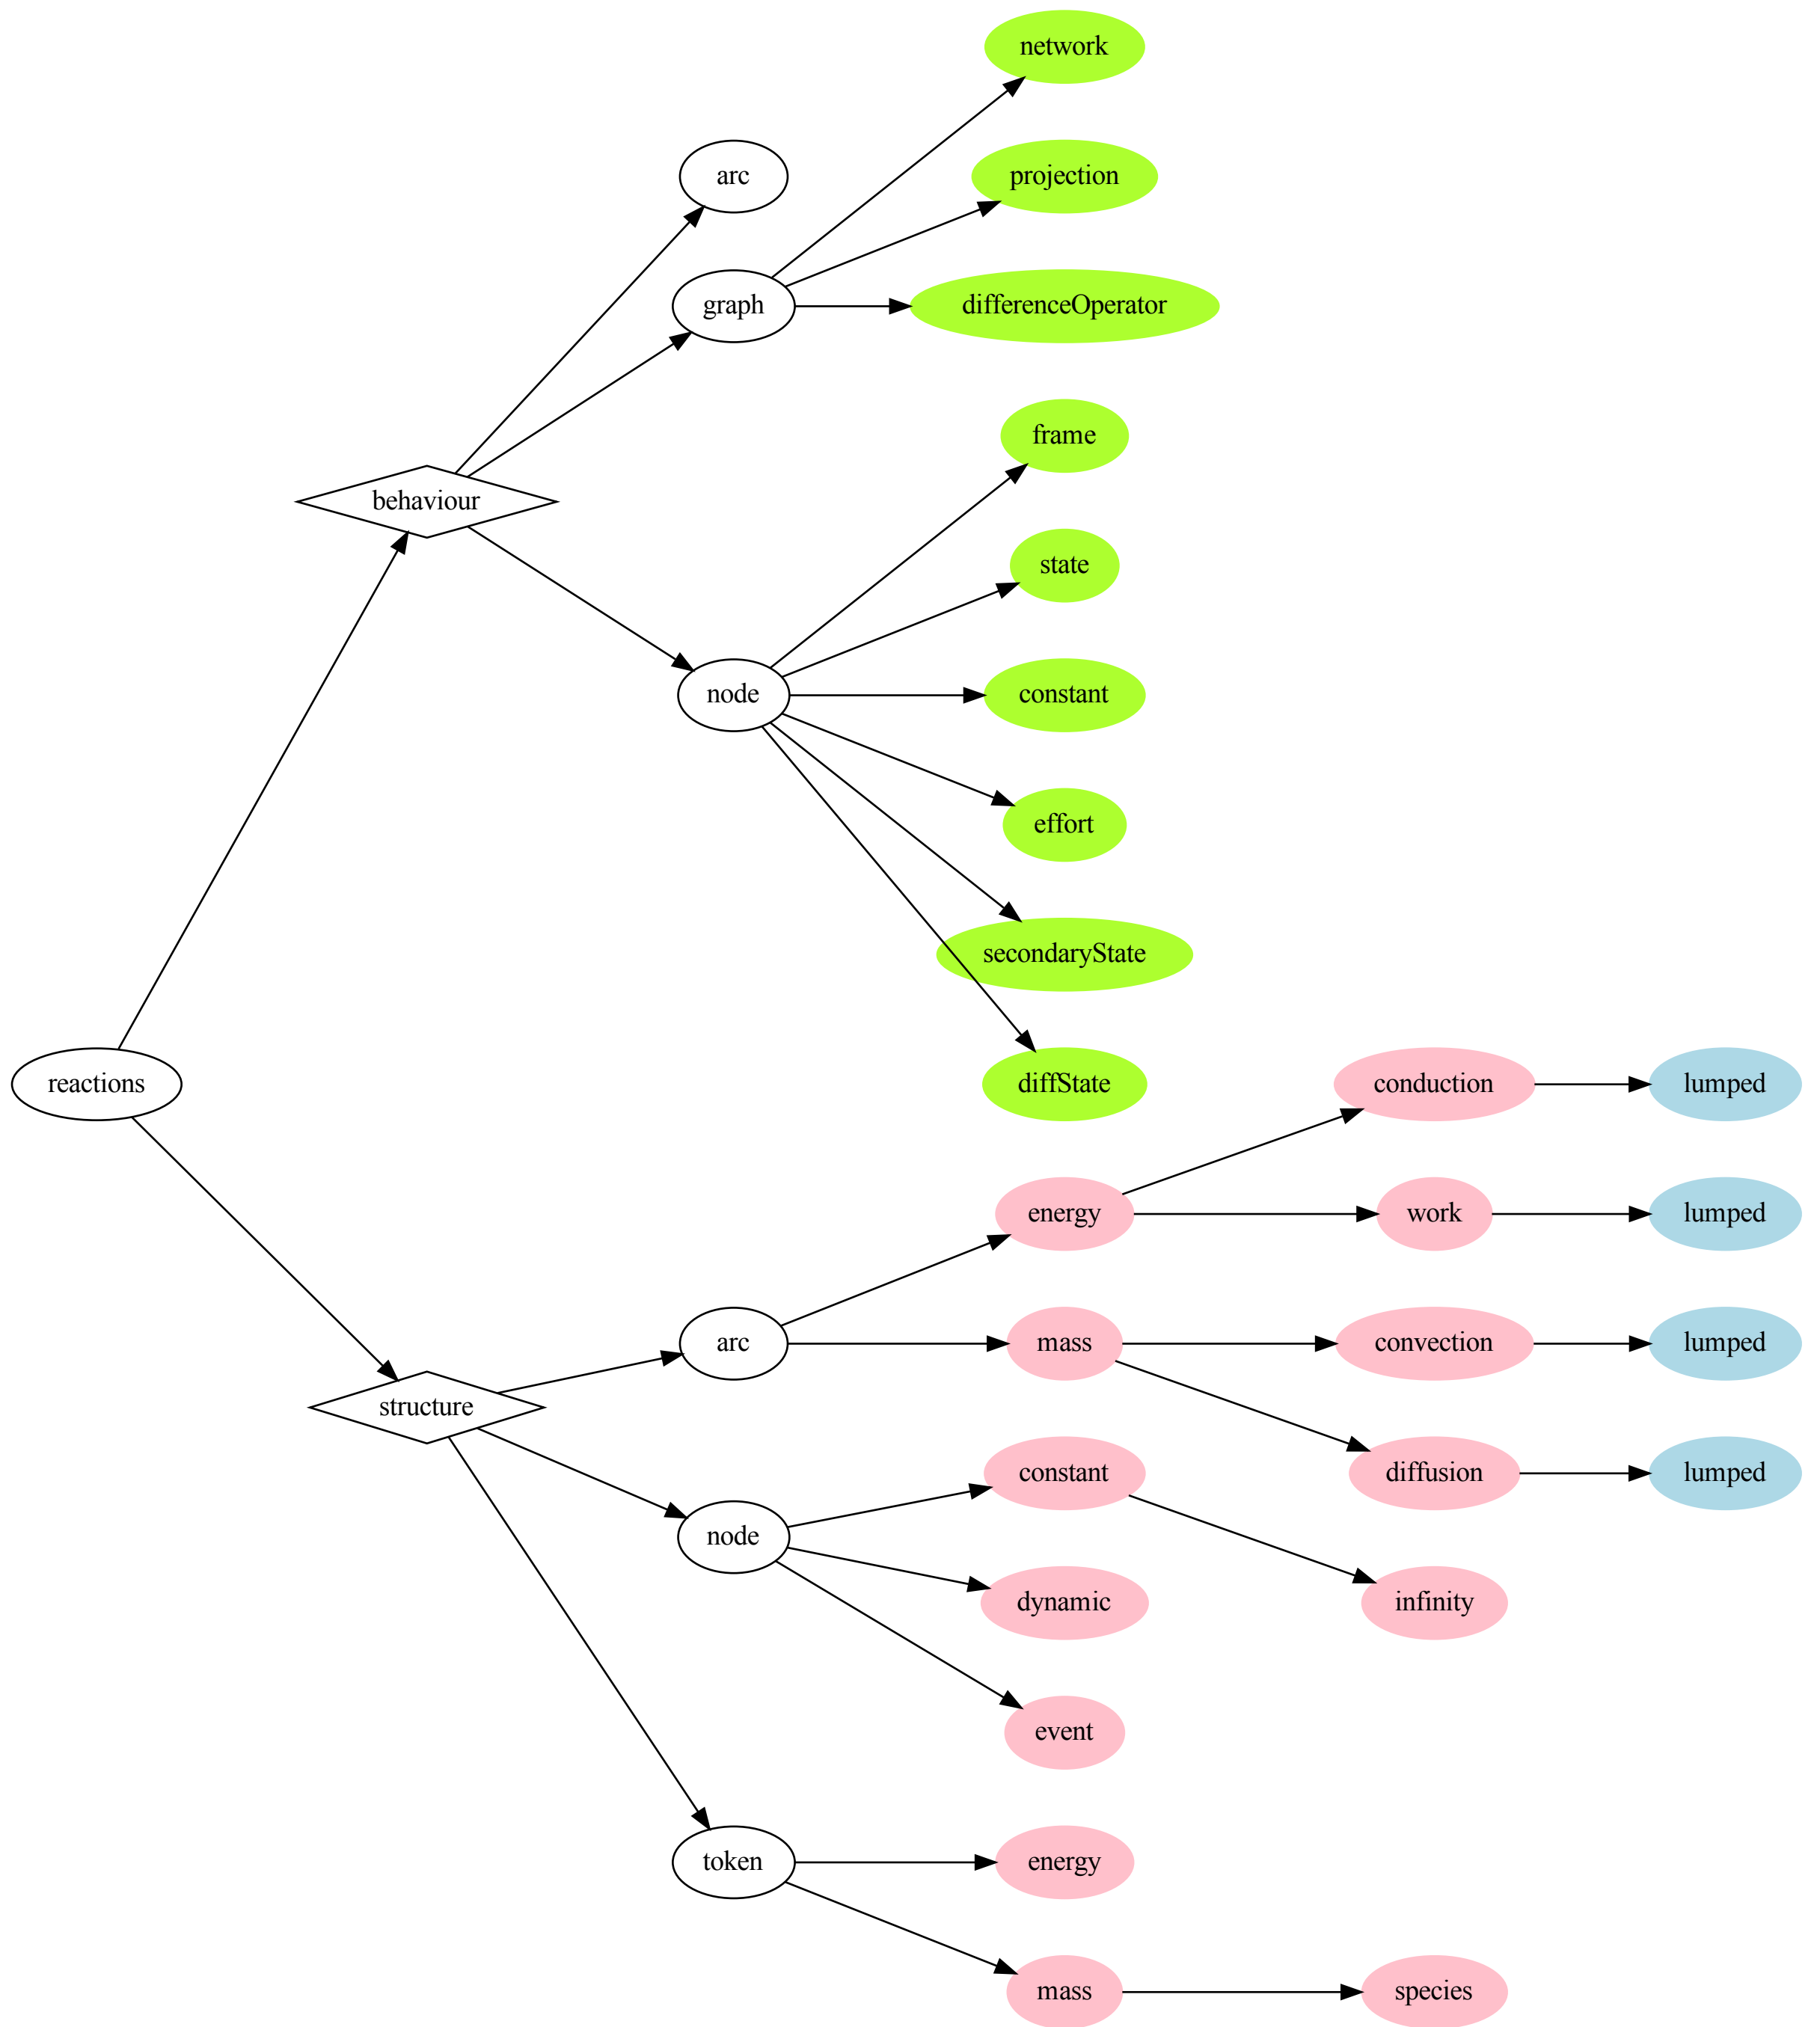 network
arc
projection
graph
differenceOperator
frame
behaviour
state
node
constant
effort
secondaryState
reactions
diffState
conduction
lumped
energy
work
lumped
arc
mass
convection
lumped
structure
constant
diffusion
lumped
node
dynamic
infinity
event
token
energy
mass
species